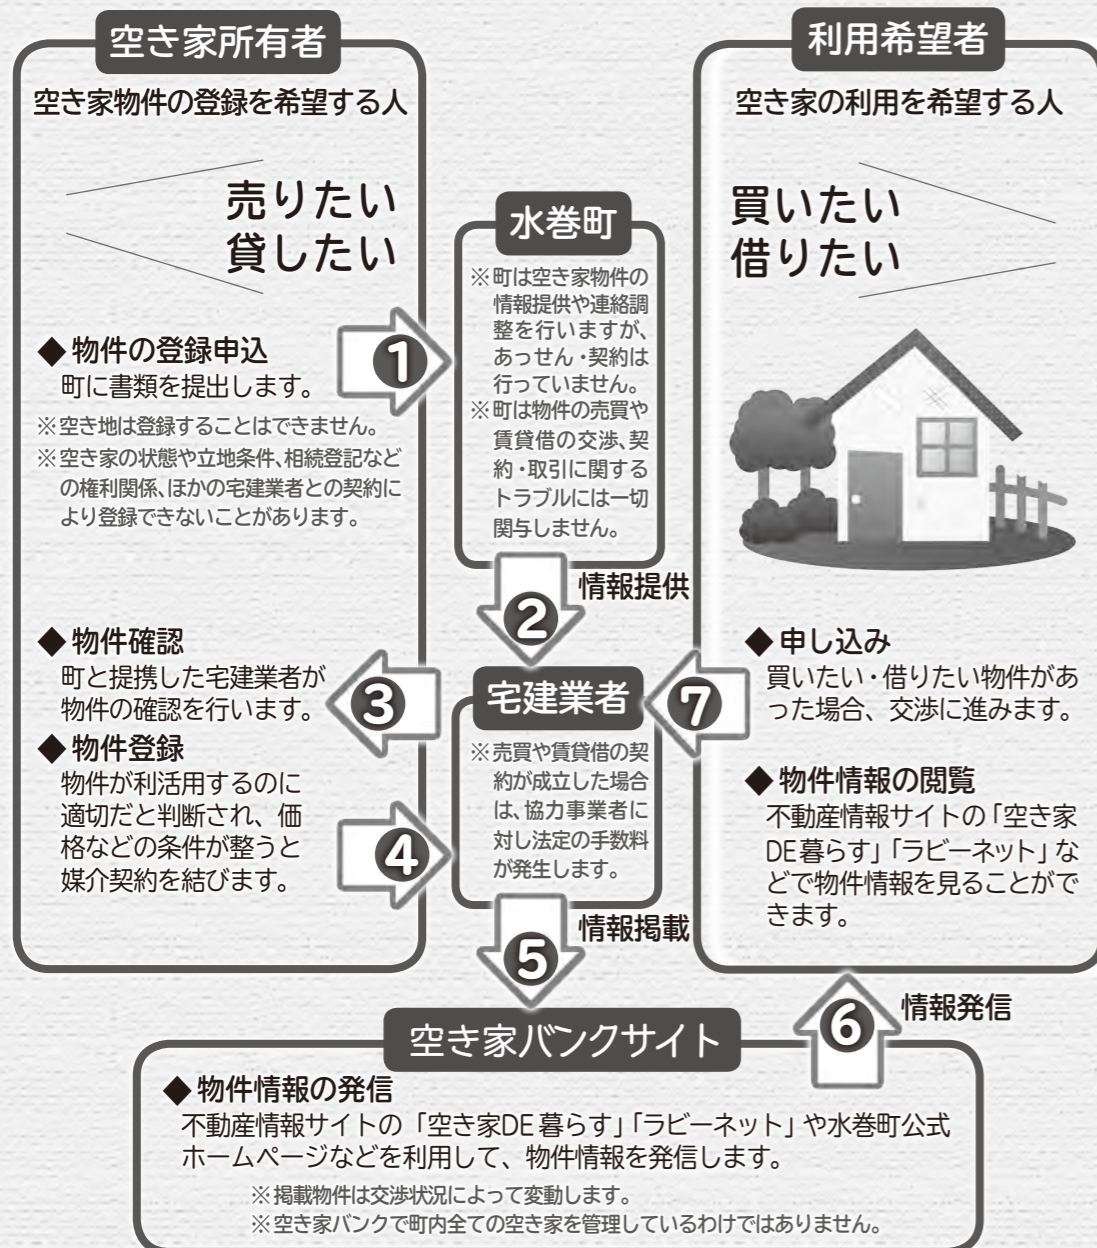 空き家所有者
空き家物件の登録を希望する人
売りたい
貸したい
◆ 物件の登録申込
町に書類を提出します。
※空き地は登録することはできません。
※空き家の状態や立地条件、相続登記など
の権利関係、ほかの宅建業者との契約に
より登録できないことがあります。
1
水巻町
※町は空き家物件の
情報提供や連絡調
整を行いますが、
あっせん・契約は
行っていません。
※町は物件の売買や
賃貸借の交渉、契
約・取引に関する
トラブルには一切
関与しません。
2
情報提供
◆ 物件確認
町と提携した宅建業者が
物件の確認を行います。
3
◆ 物件登録
物件が利活用するのに
適切だと判断され、価
格などの条件が整うと
媒介契約を結びます。
4
宅建業者
※売買や賃貸借の契
約が成立した場合
は、協力事業者に
対し法定の手数料
が発生します。
5
情報掲載
利用希望者
空き家の利用を希望する人
買いたい
借りたい
7
◆ 申し込み
買いたい・借りたい物件があ
った場合、交渉に進みます。
◆ 物件情報の閲覧
不動産情報サイトの「空き家
DE暮らす」「ラビーネット」な
どで物件情報を見ることがで
きます。
6
情報発信
空き家バンクサイト
◆ 物件情報の発信
不動産情報サイトの「空き家DE暮らす」「ラビーネット」や水巻町公式
ホームページなどを利用して、物件情報を発信します。
※掲載物件は交渉状況によって変動します。
※空き家バンクで町内全ての空き家を管理しているわけではありません。